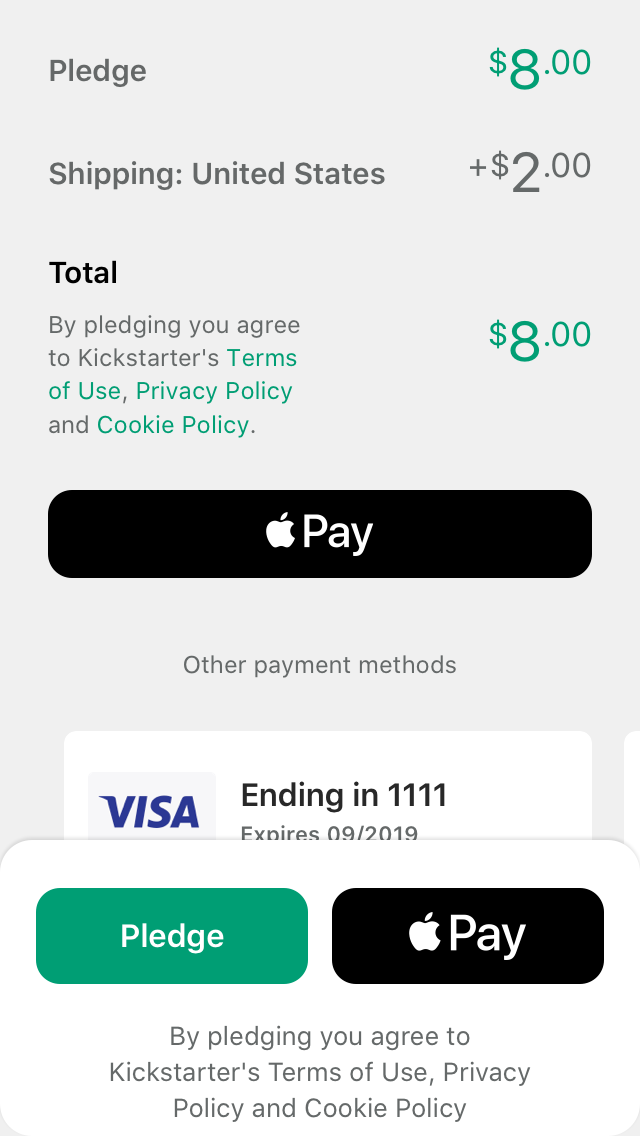 Pledge $8.00
Shipping: United States +$2.00
Total
By pledging you agree
to Kickstarter's Terms
of Use, Privacy Policy
and Cookie Policy.
$8.00
Pay
Other payment methods
VISA
Ending in 1111
Expires 09/2019
Pledge
Pay
By pledging you agree to
Kickstarter's Terms of Use, Privacy
Policy and Cookie Policy